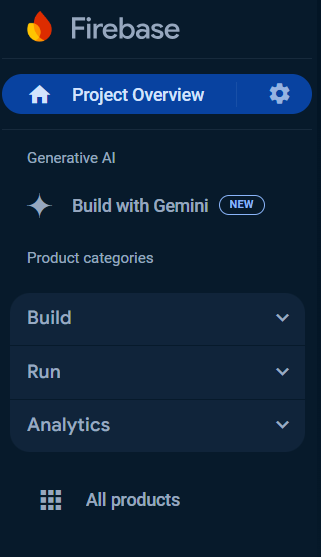 Firebase
Project Overview
Generative AI
Build with Gemini NEW
Product categories
Build
Run
Analytics
All products